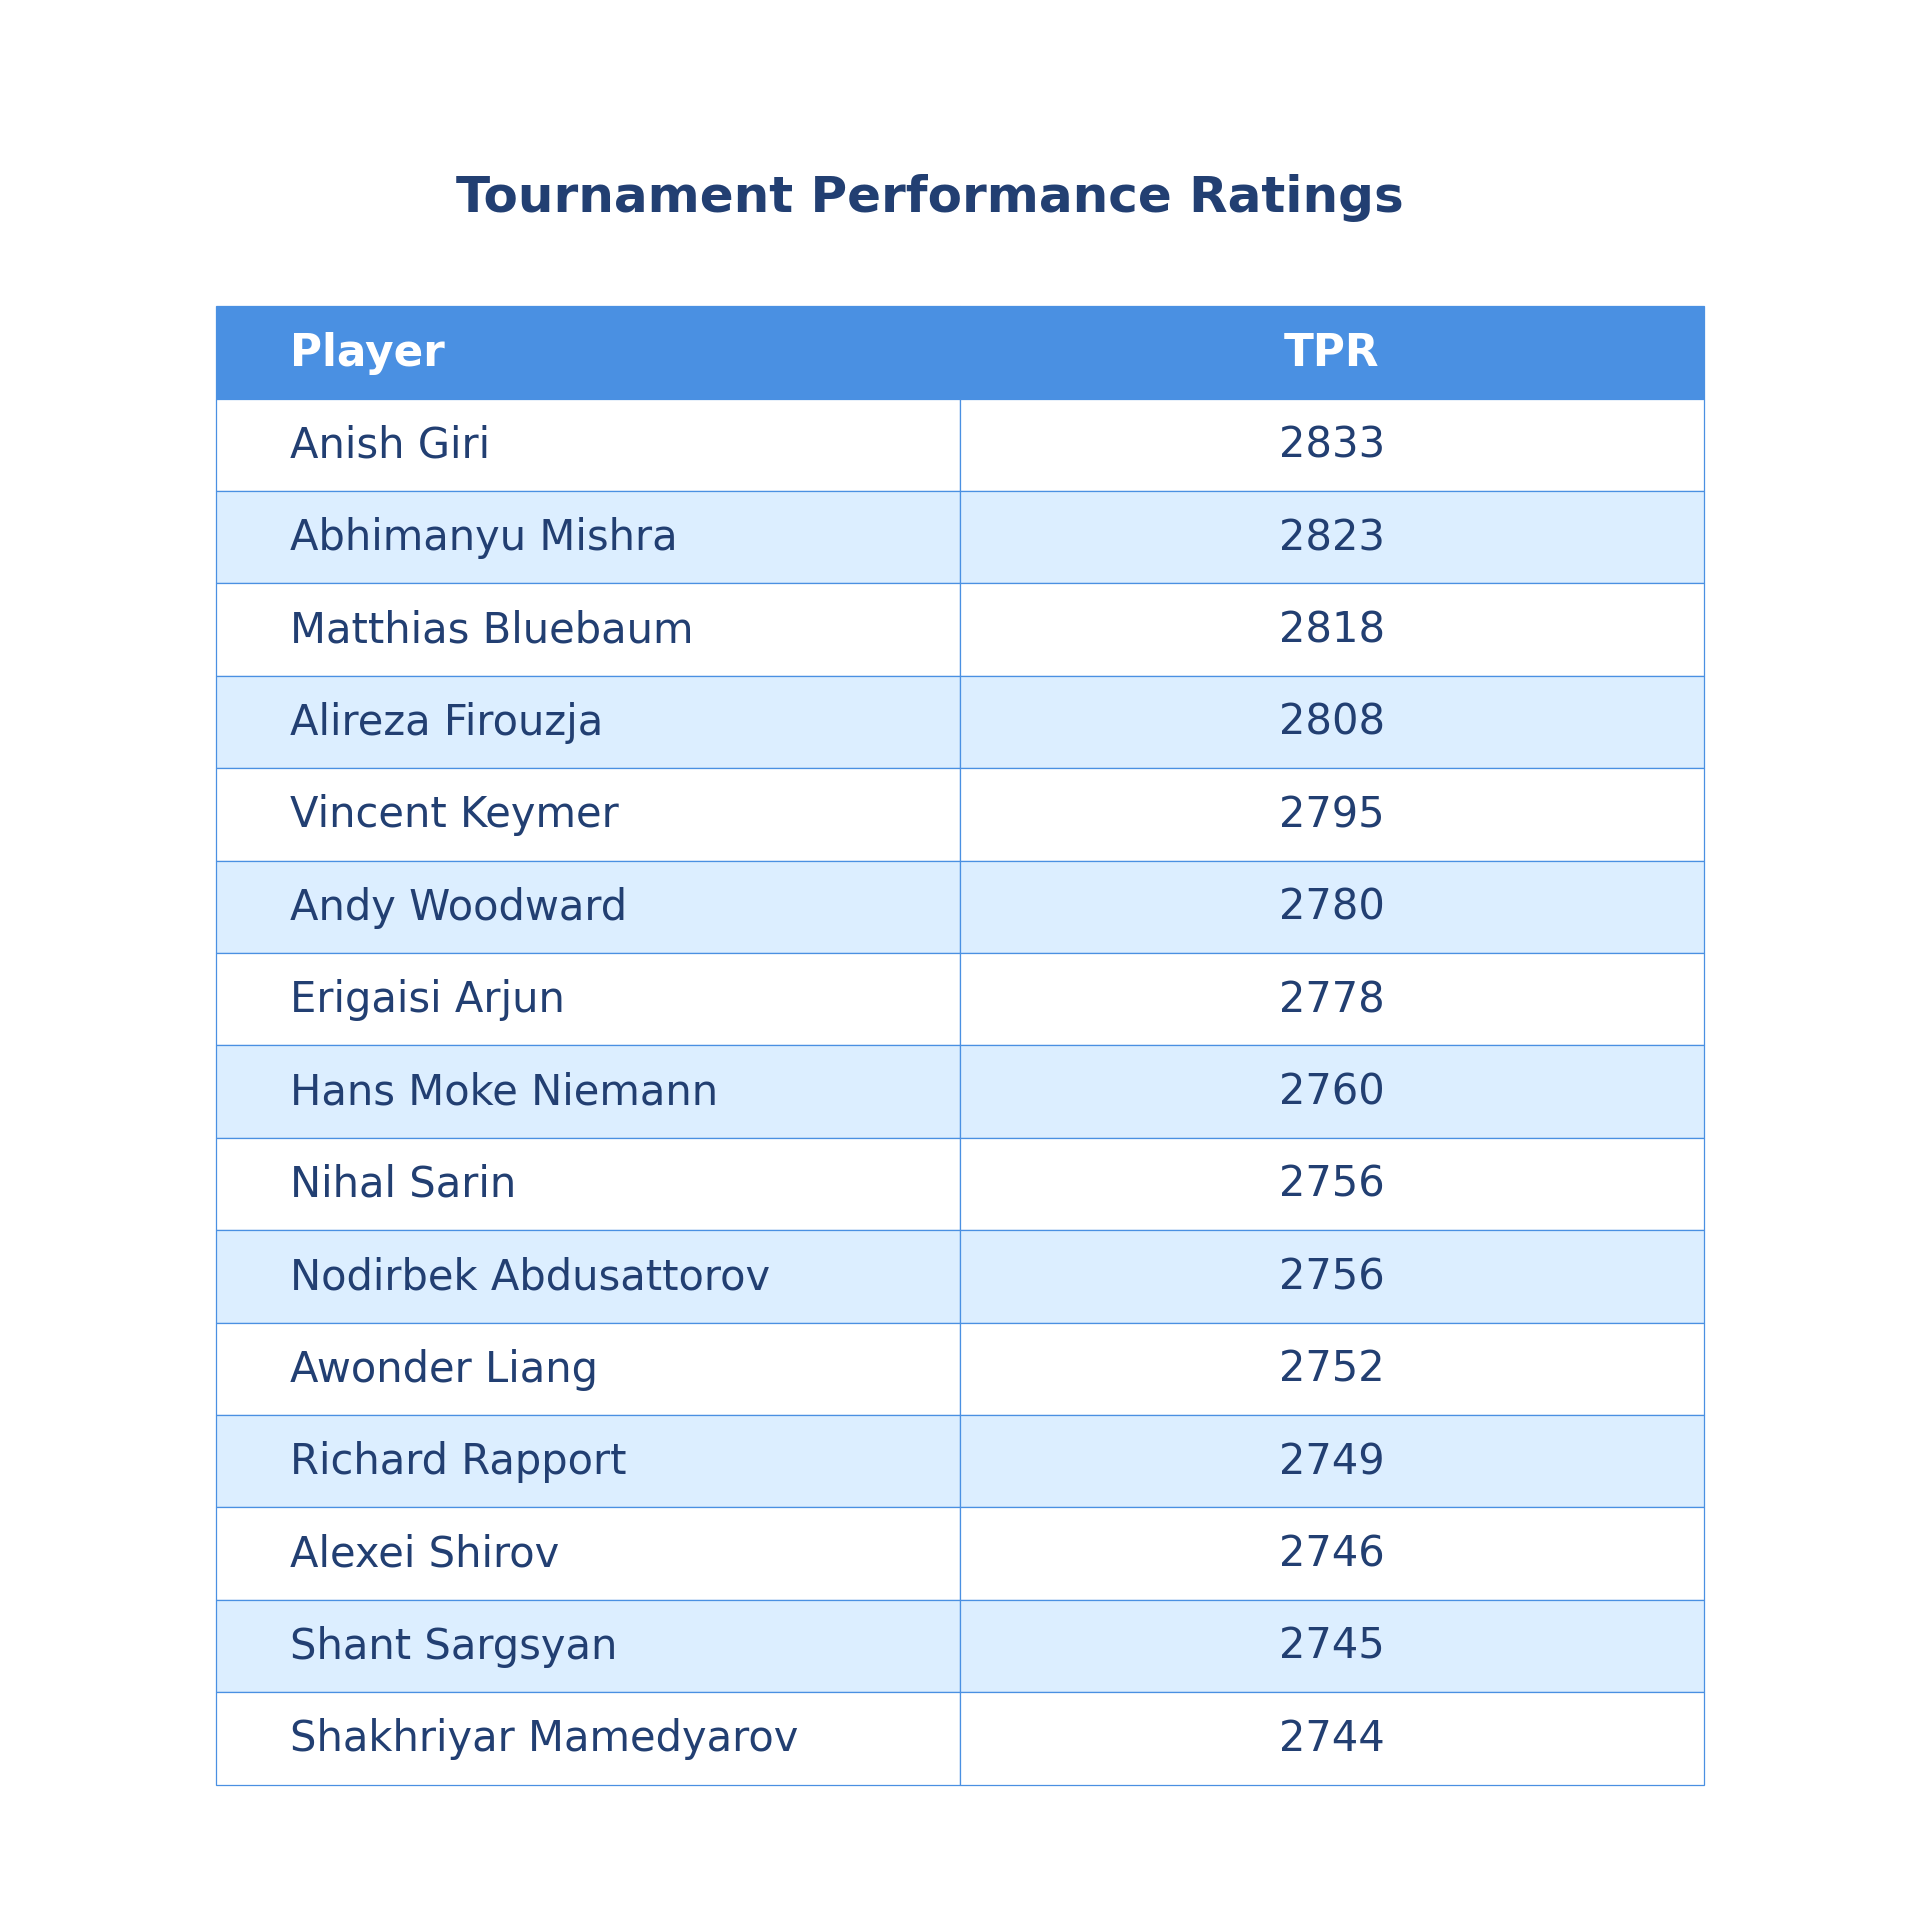 Tournament Performance Ratings
Player TPR
Anish Giri 2833
Abhimanyu Mishra 2823
Matthias Bluebaum 2818
Alireza Firouzja 2808
Vincent Keymer 2795
Andy Woodward 2780
Erigaisi Arjun 2778
Hans Moke Niemann 2760
Nihal Sarin 2756
Nodirbek Abdusattorov 2756
Awonder Liang 2752
Richard Rapport 2749
Alexei Shirov 2746
Shant Sargsyan 2745
Shakhriyar Mamedyarov 2744